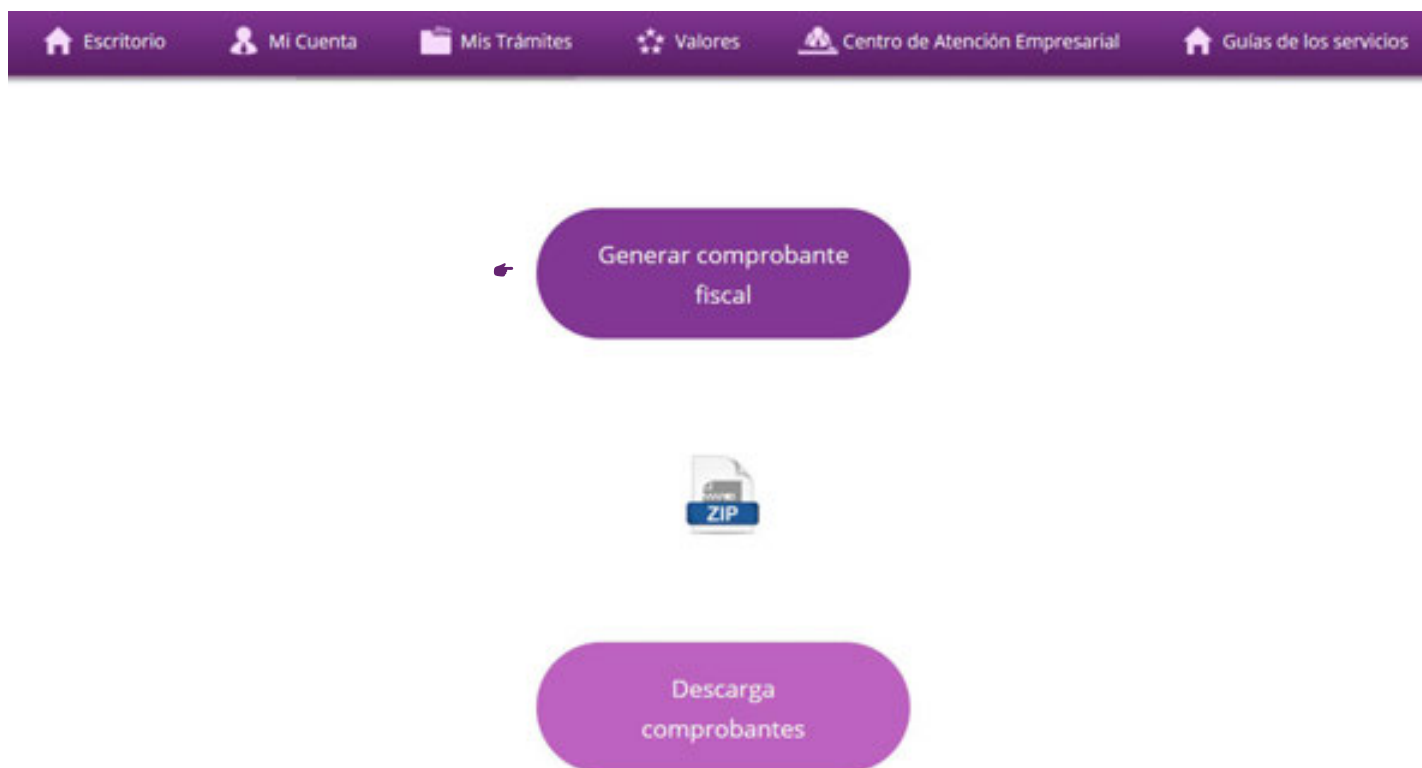 Escritorio Mi Cuenta Mis Trámites Valores Centro de Atención Empresarial Guías de los servicios
Generar comprobante
fiscal
ZIP
Descarga
comprobantes